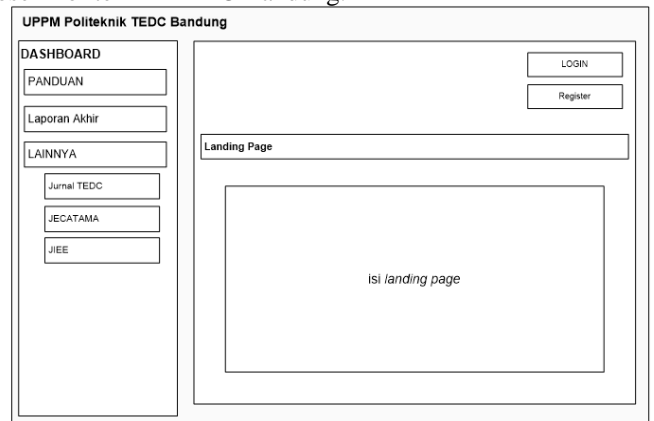 UPPM Politeknik TEDC Bandung
DASHBOARD
PANDUAN
Laporan Akhir
LAINNYA
Jurnal TEDC
JECATAMA
JIEE
LOGIN
Register
Landing Page
isi landing page